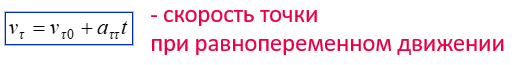 v_τ = v_τ0 + a_ττ t - скорость точки
при равнопеременном движении